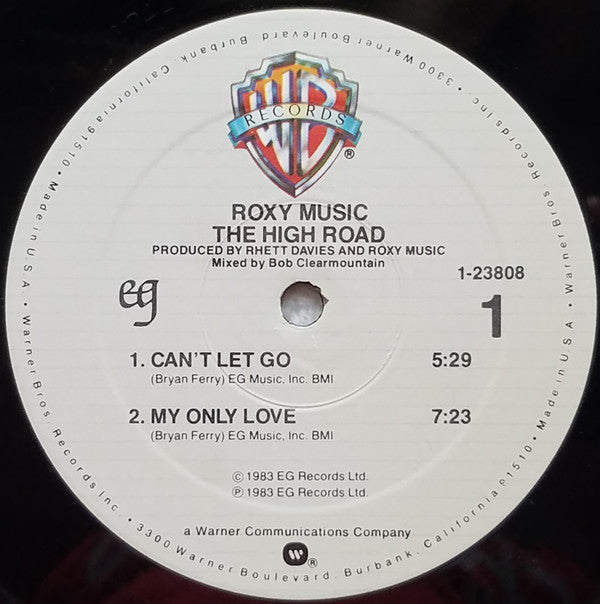 Made in U.S.A. • Warner Bros. Records Inc. • 3300 Warner Boulevard, Burbank, California 91510 • Made in U.S.A. • Warner Bros. Records Inc. • 3300 Warner Boulevard, Burbank, California 91510 •
WB
RECORDS
®
ROXY MUSIC
THE HIGH ROAD
PRODUCED BY RHETT DAVIES AND ROXY MUSIC
Mixed by Bob Clearmountain
1-23808
eg
1
1. CAN'T LET GO 5:29
(Bryan Ferry) EG Music, Inc. BMI
2. MY ONLY LOVE 7:23
(Bryan Ferry) EG Music, Inc. BMI
© 1983 EG Records Ltd.
℗ 1983 EG Records Ltd.
a Warner Communications Company
W ®